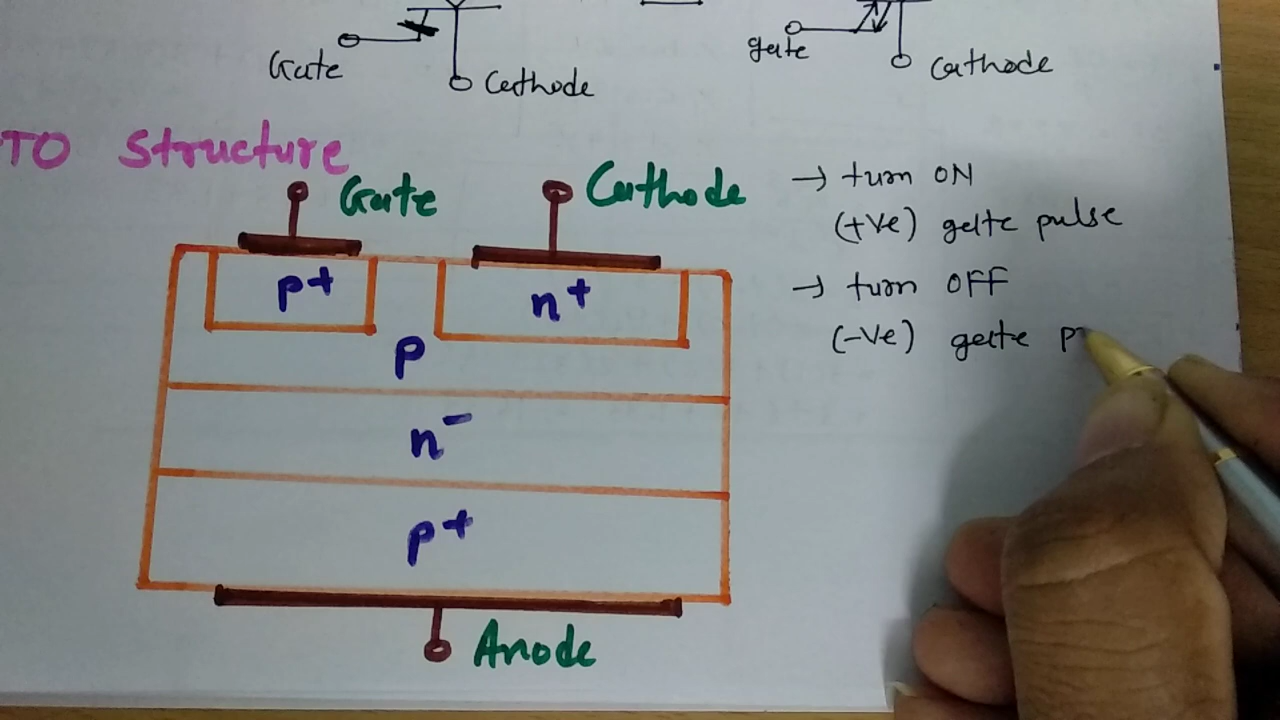 Gate
Cathode
gate
Cathode
TO Structure
Gate
Cathode
p+
n+
p
n-
p+
Anode
→ turn ON
(+ve) gate pulse
→ turn OFF
(-ve) gate p